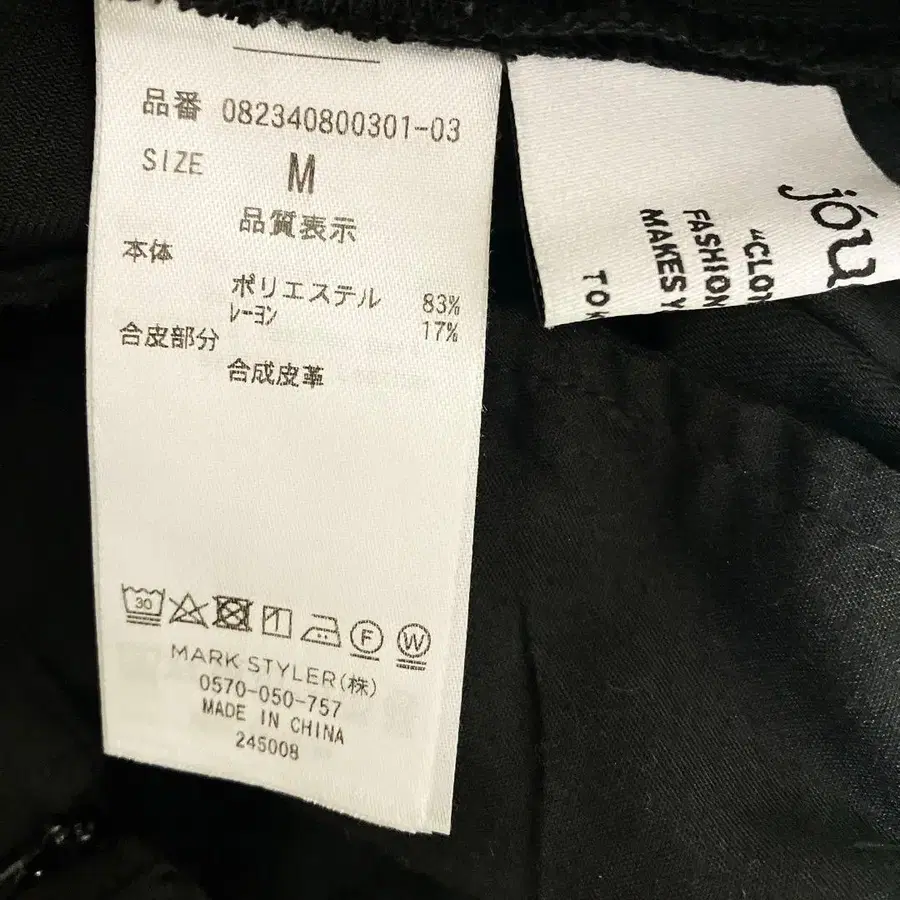 品番 082340800301-03
SIZE M
品質表示
本体
ポリエステル 83%
レーヨン 17%
合皮部分
合成皮革
30
F
W
MARK STYLER(株)
0570-050-757
MADE IN CHINA
245008
jóu
"CLO
FASHION
MAKES
TO